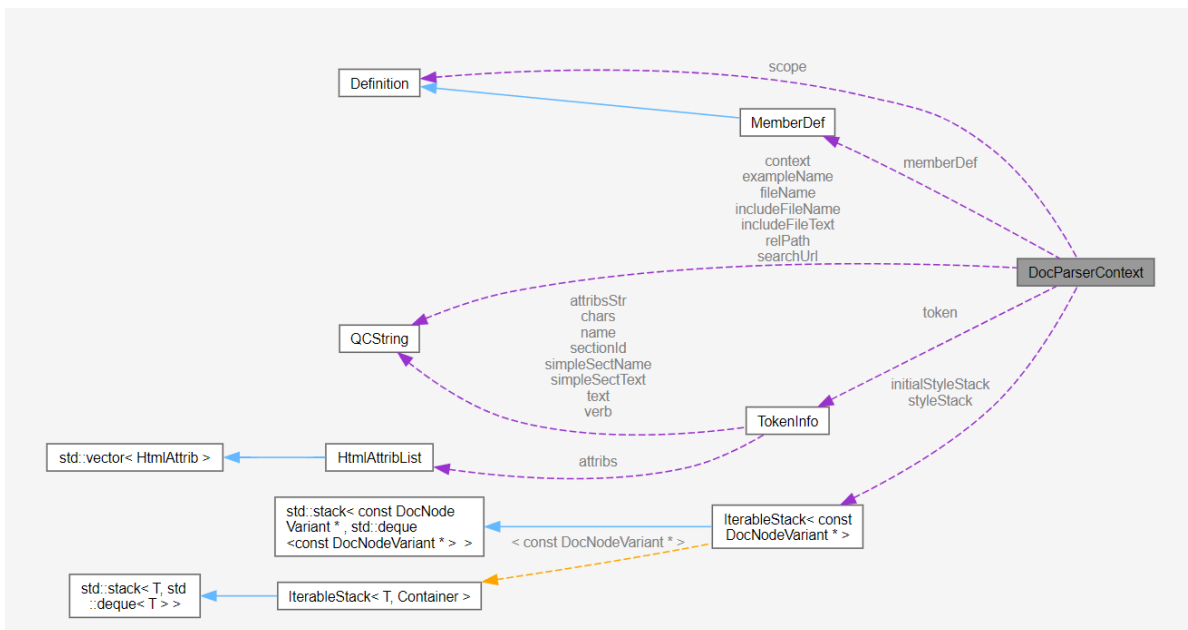 scope
Definition
MemberDef
memberDef
context
exampleName
fileName
includeFileName
includeFileText
relPath
searchUrl
DocParserContext
attribsStr
chars
name
sectionId
simpleSectName
simpleSectText
text
verb
QCString
token
initialStyleStack
styleStack
TokenInfo
std::vector< HtmlAttrib >
HtmlAttribList
attribs
std::stack< const DocNode
Variant * , std::deque
<const DocNodeVariant * >  >
< const DocNodeVariant * >
IterableStack< const
DocNodeVariant * >
std::stack< T, std
::deque< T > >
IterableStack< T, Container >